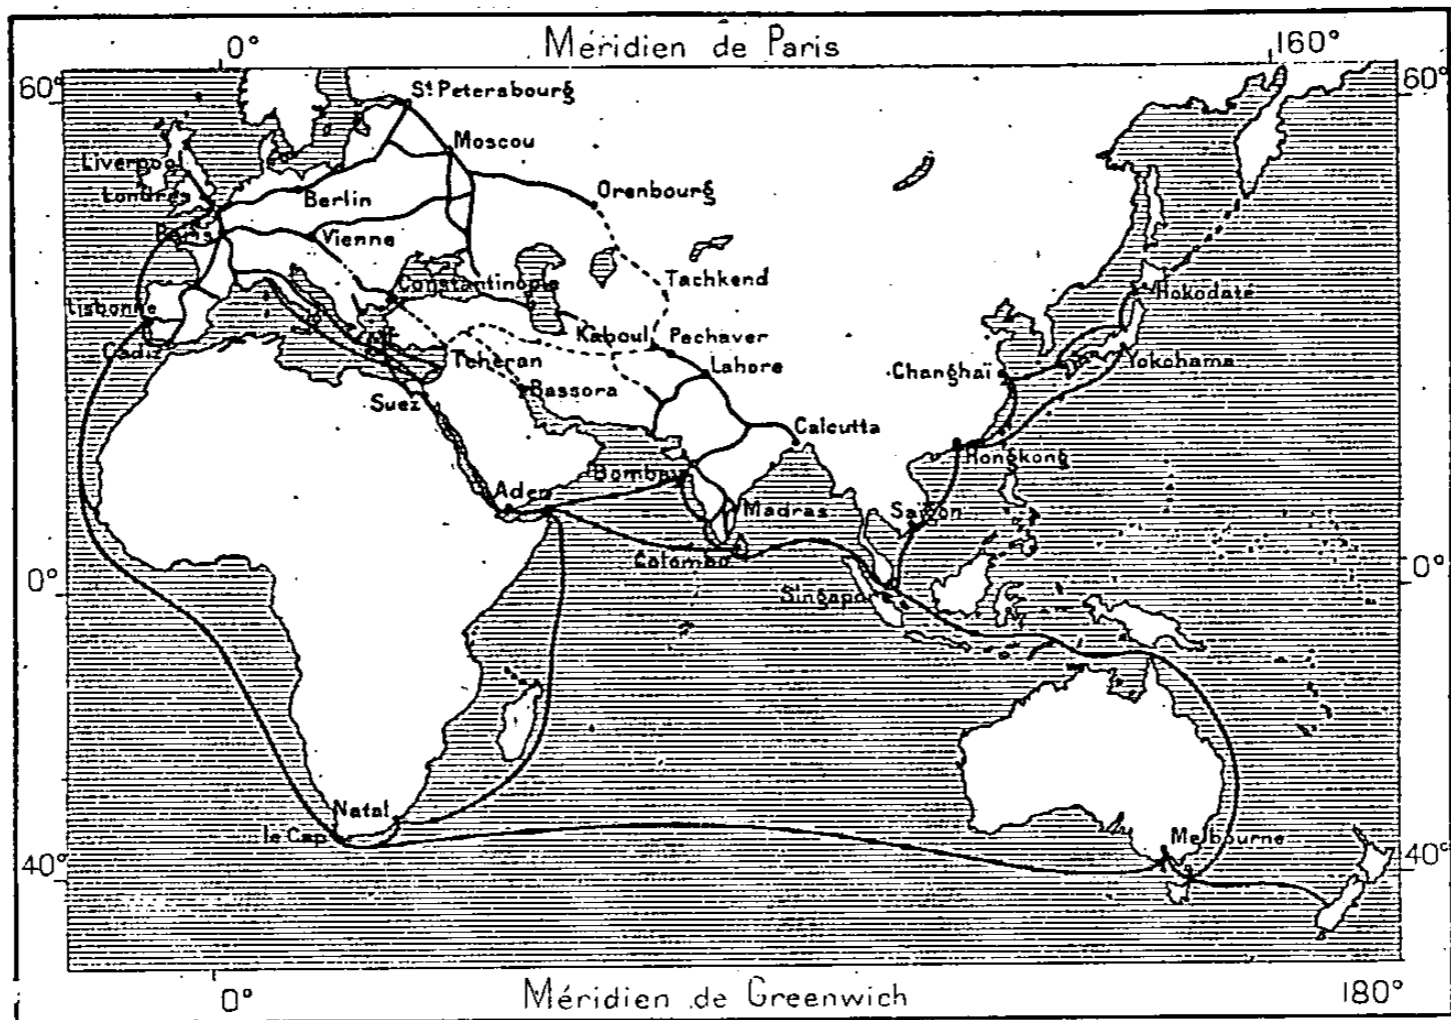 0° Méridien de Paris 160°
60° 60°
St Petersbourg
Moscou
Liverpool
Londres
Berlin
Orenbourg
Paris
Vienne
Constantinople
Tachkend
Lisbonne
Hokodaté
Cadiz
Kaboul
Pechaver
Téhéran
Lahore
Changhaï
Yokohama
Bassora
Suez
Calcutta
Hongkong
Bombay
Aden
Madras
Saïgon
Colombo
0° 0°
Singapor
Natal
le Cap
Melbourne
40° 40°
0° Méridien de Greenwich 180°